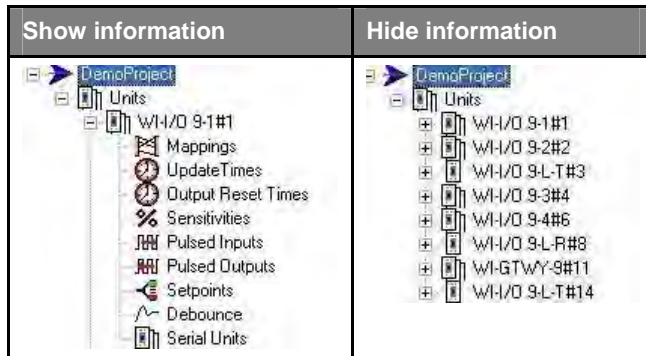 Show information
DemoProject
Units
WI-I/O 9-1#1
Mappings
UpdateTimes
Output Reset Times
Sensitivities
Pulsed Inputs
Pulsed Outputs
Setpoints
Debounce
Serial Units
Hide information
DemoProject
Units
WI-I/O 9-1#1
WI-I/O 9-2#2
WI-I/O 9-L-T#3
WI-I/O 9-3#4
WI-I/O 9-4#6
WI-I/O 9-L-R#8
WI-GTWY-9#11
WI-I/O 9-L-T#14